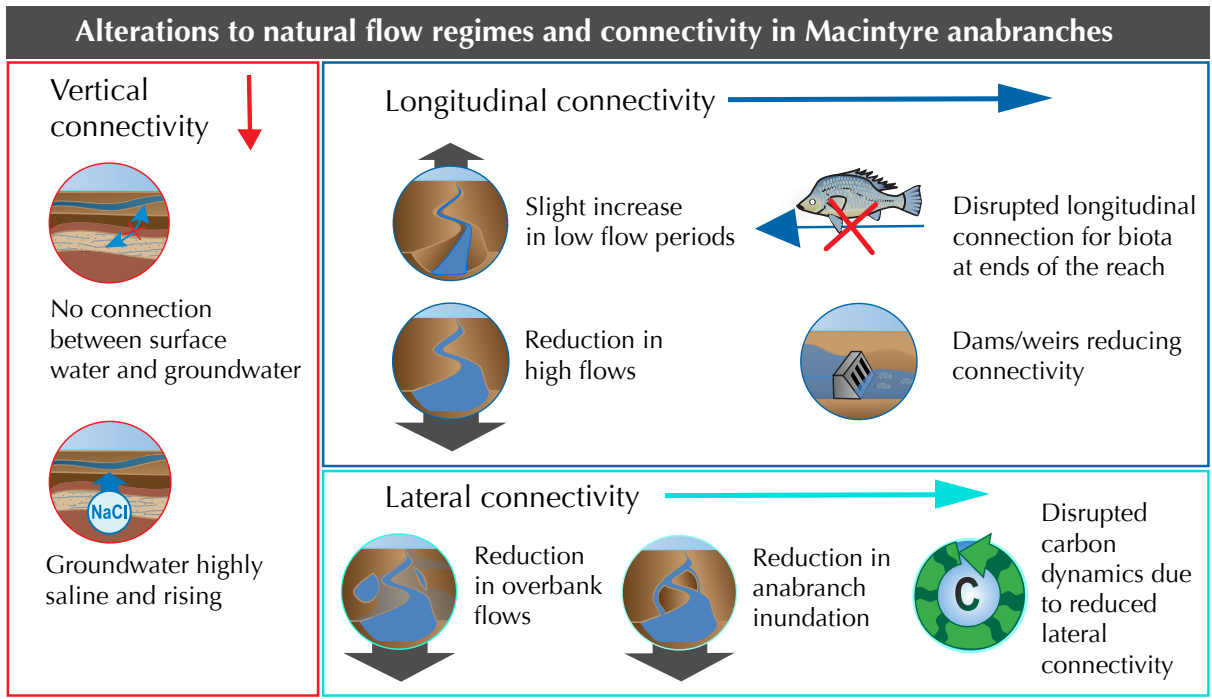 Alterations to natural flow regimes and connectivity in Macintyre anabranches
Vertical
connectivity
No connection
between surface
water and groundwater
NaCl
Groundwater highly
saline and rising
Longitudinal connectivity
Slight increase
in low flow periods
Disrupted longitudinal
connection for biota
at ends of the reach
Reduction in
high flows
Dams/weirs reducing
connectivity
Lateral connectivity
Reduction
in overbank
flows
Reduction in
anabranch
inundation
C
Disrupted
carbon
dynamics due
to reduced
lateral
connectivity